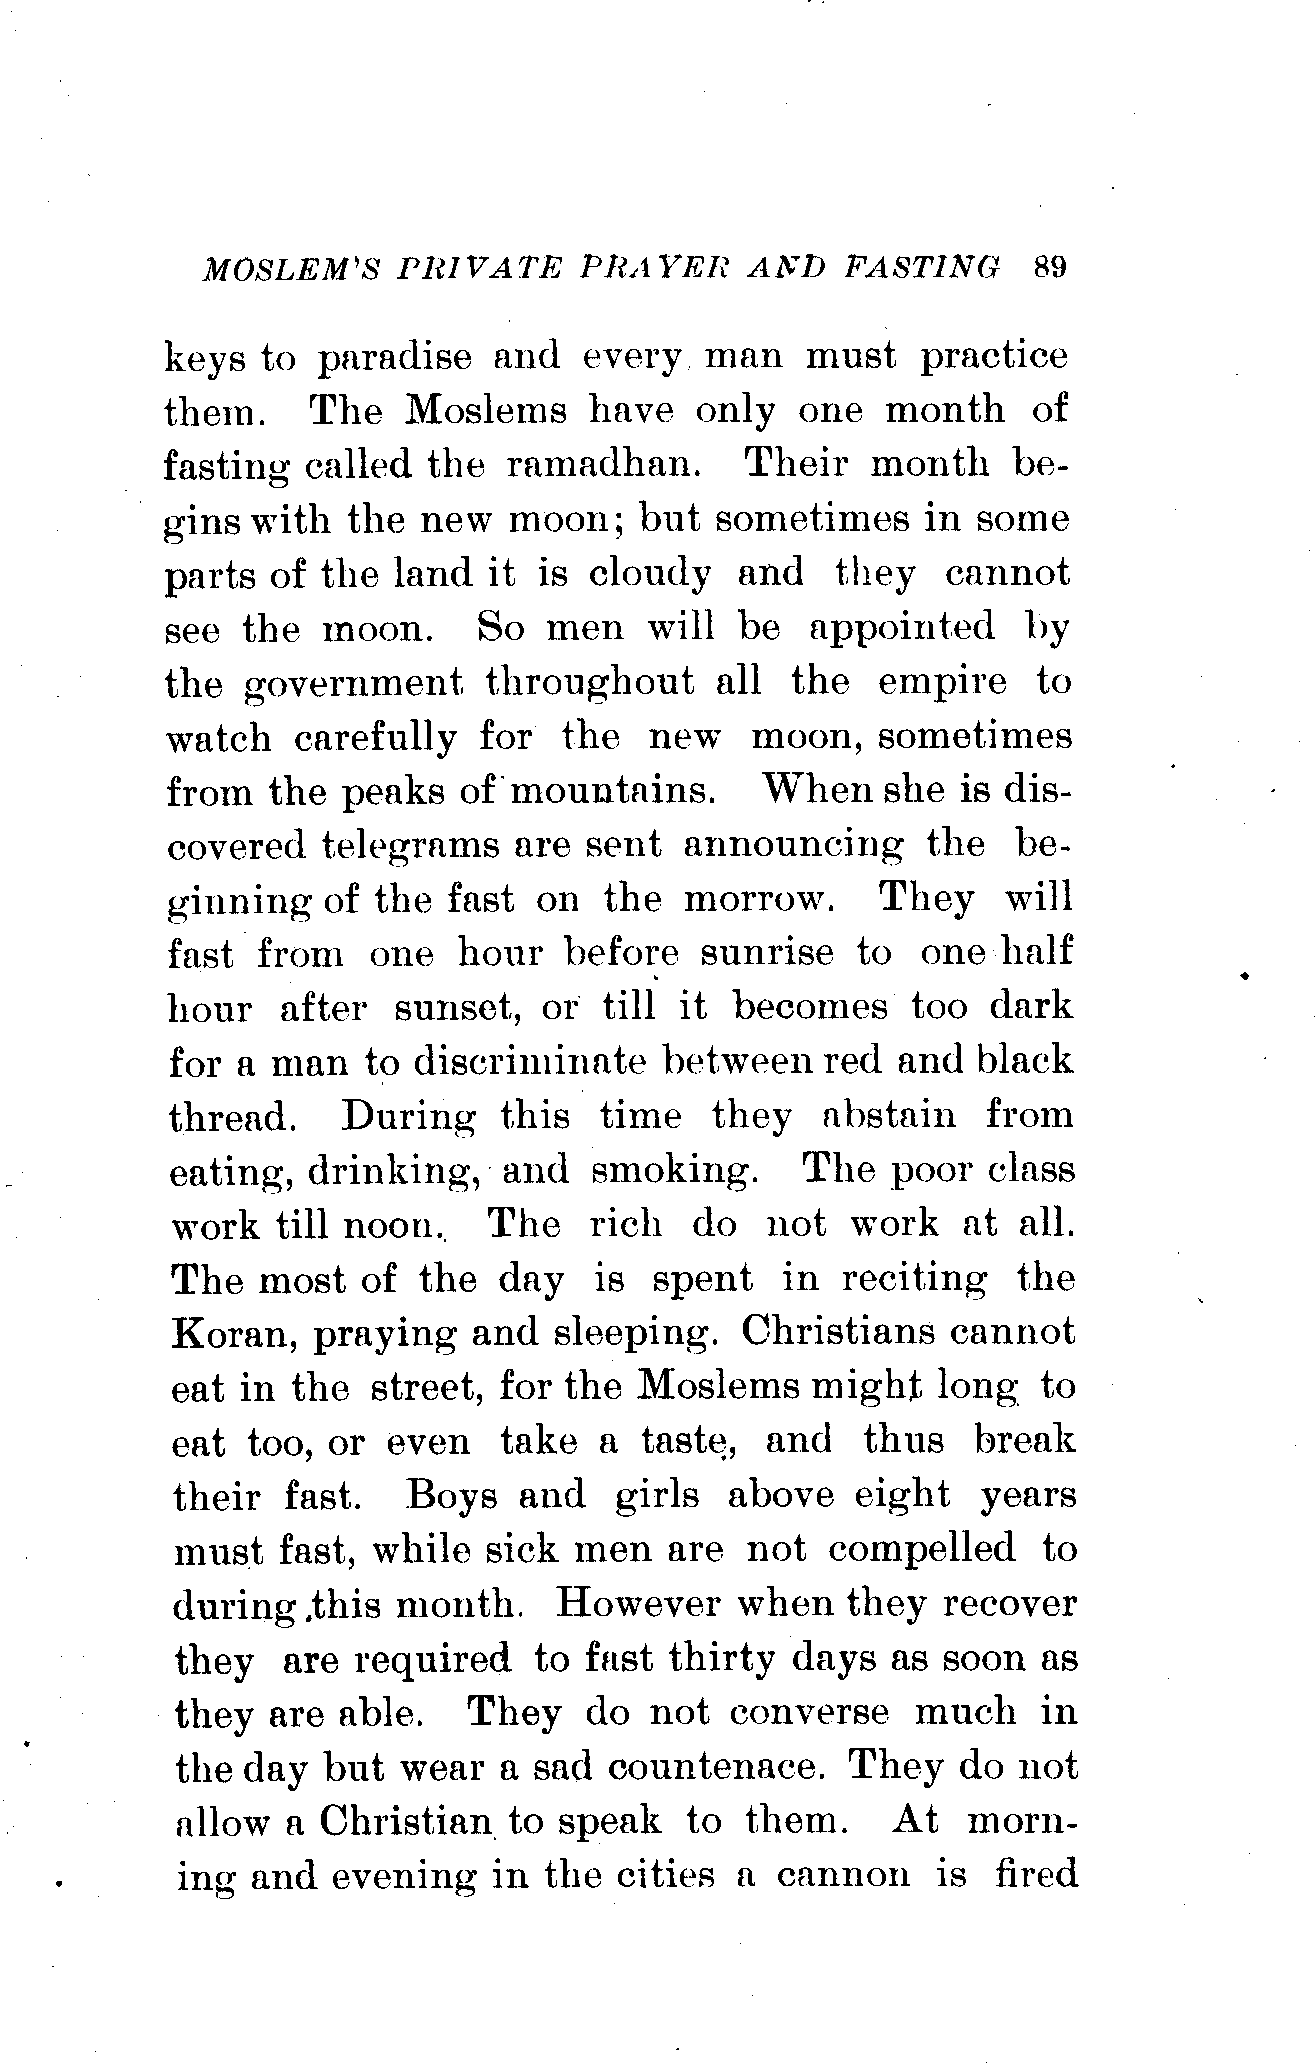 MOSLEM'S PRIVATE PRAYER AND FASTING 89
keys to paradise and every man must practice
them. The Moslems have only one month of
fasting called the ramadhan. Their month be-
gins with the new moon; but sometimes in some
parts of the land it is cloudy and they cannot
see the moon. So men will be appointed by
the government throughout all the empire to
watch carefully for the new moon, sometimes
from the peaks of mountains. When she is dis-
covered telegrams are sent announcing the be-
ginning of the fast on the morrow. They will
fast from one hour before sunrise to one half
hour after sunset, or till it becomes too dark
for a man to discriminate between red and black
thread. During this time they abstain from
eating, drinking, and smoking. The poor class
work till noon. The rich do not work at all.
The most of the day is spent in reciting the
Koran, praying and sleeping. Christians cannot
eat in the street, for the Moslems might long to
eat too, or even take a taste, and thus break
their fast. Boys and girls above eight years
must fast, while sick men are not compelled to
during this month. However when they recover
they are required to fast thirty days as soon as
they are able. They do not converse much in
the day but wear a sad countenace. They do not
allow a Christian to speak to them. At morn-
ing and evening in the cities a cannon is fired